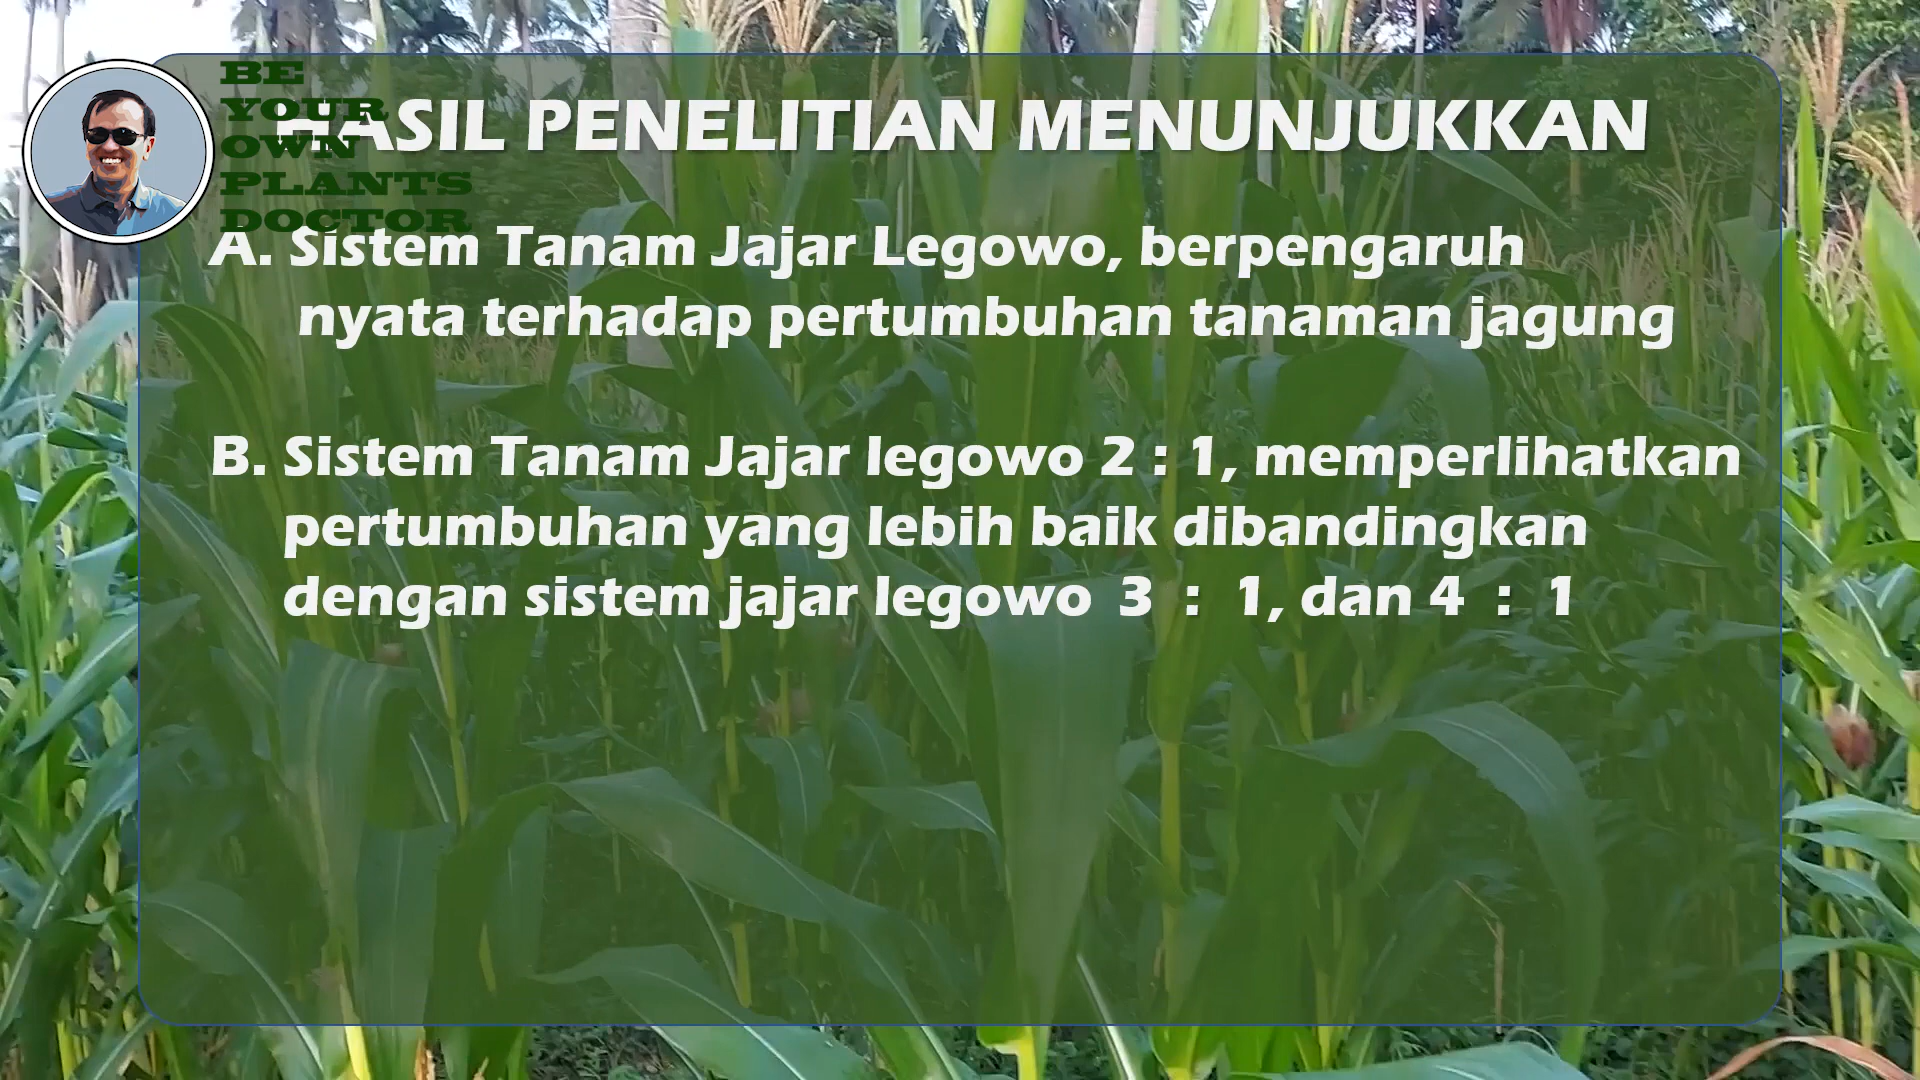 BE
YOUR
OWN
PLANTS
DOCTOR
HASIL PENELITIAN MENUNJUKKAN
A. Sistem Tanam Jajar Legowo, berpengaruh
nyata terhadap pertumbuhan tanaman jagung
B. Sistem Tanam Jajar legowo 2 : 1, memperlihatkan
pertumbuhan yang lebih baik dibandingkan
dengan sistem jajar legowo 3 : 1, dan 4 : 1